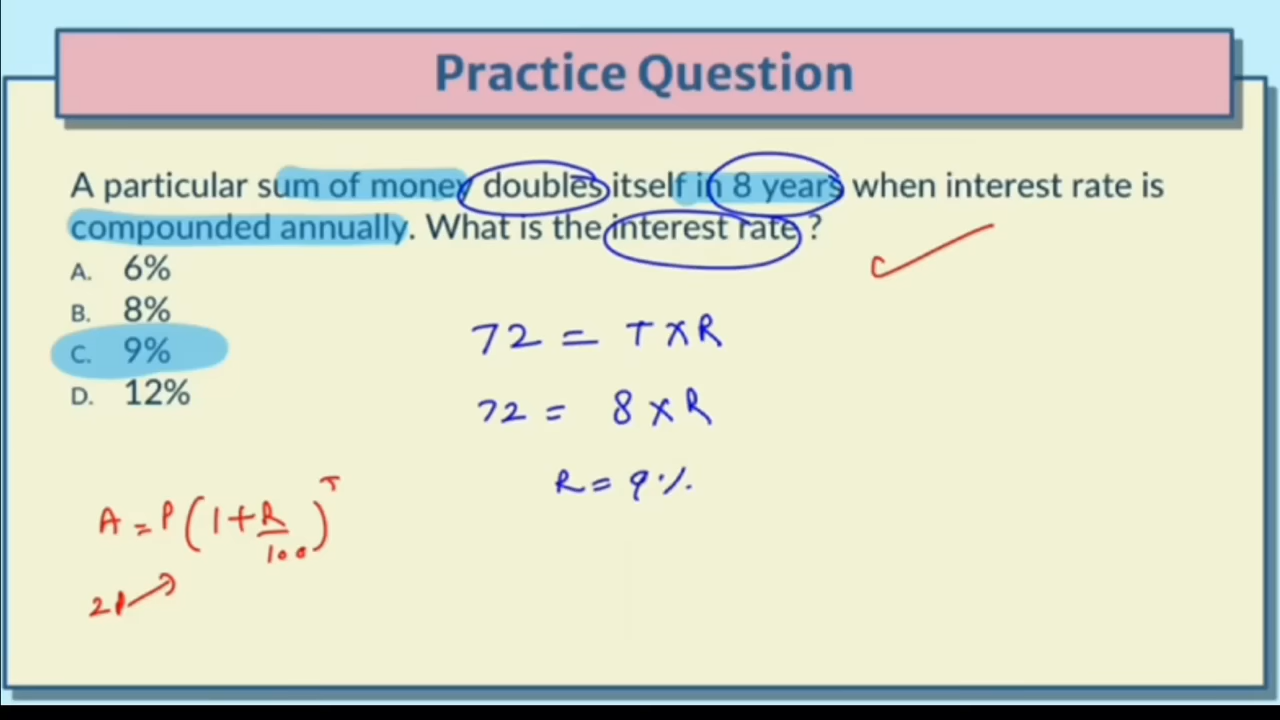 Practice Question
A particular sum of money doubles itself in 8 years when interest rate is
compounded annually. What is the interest rate ?
A. 6%
B. 8%
C. 9%
D. 12%
72 = T × R
72 = 8 × R
R = 9%
A = P(1+R/100)^T
2P